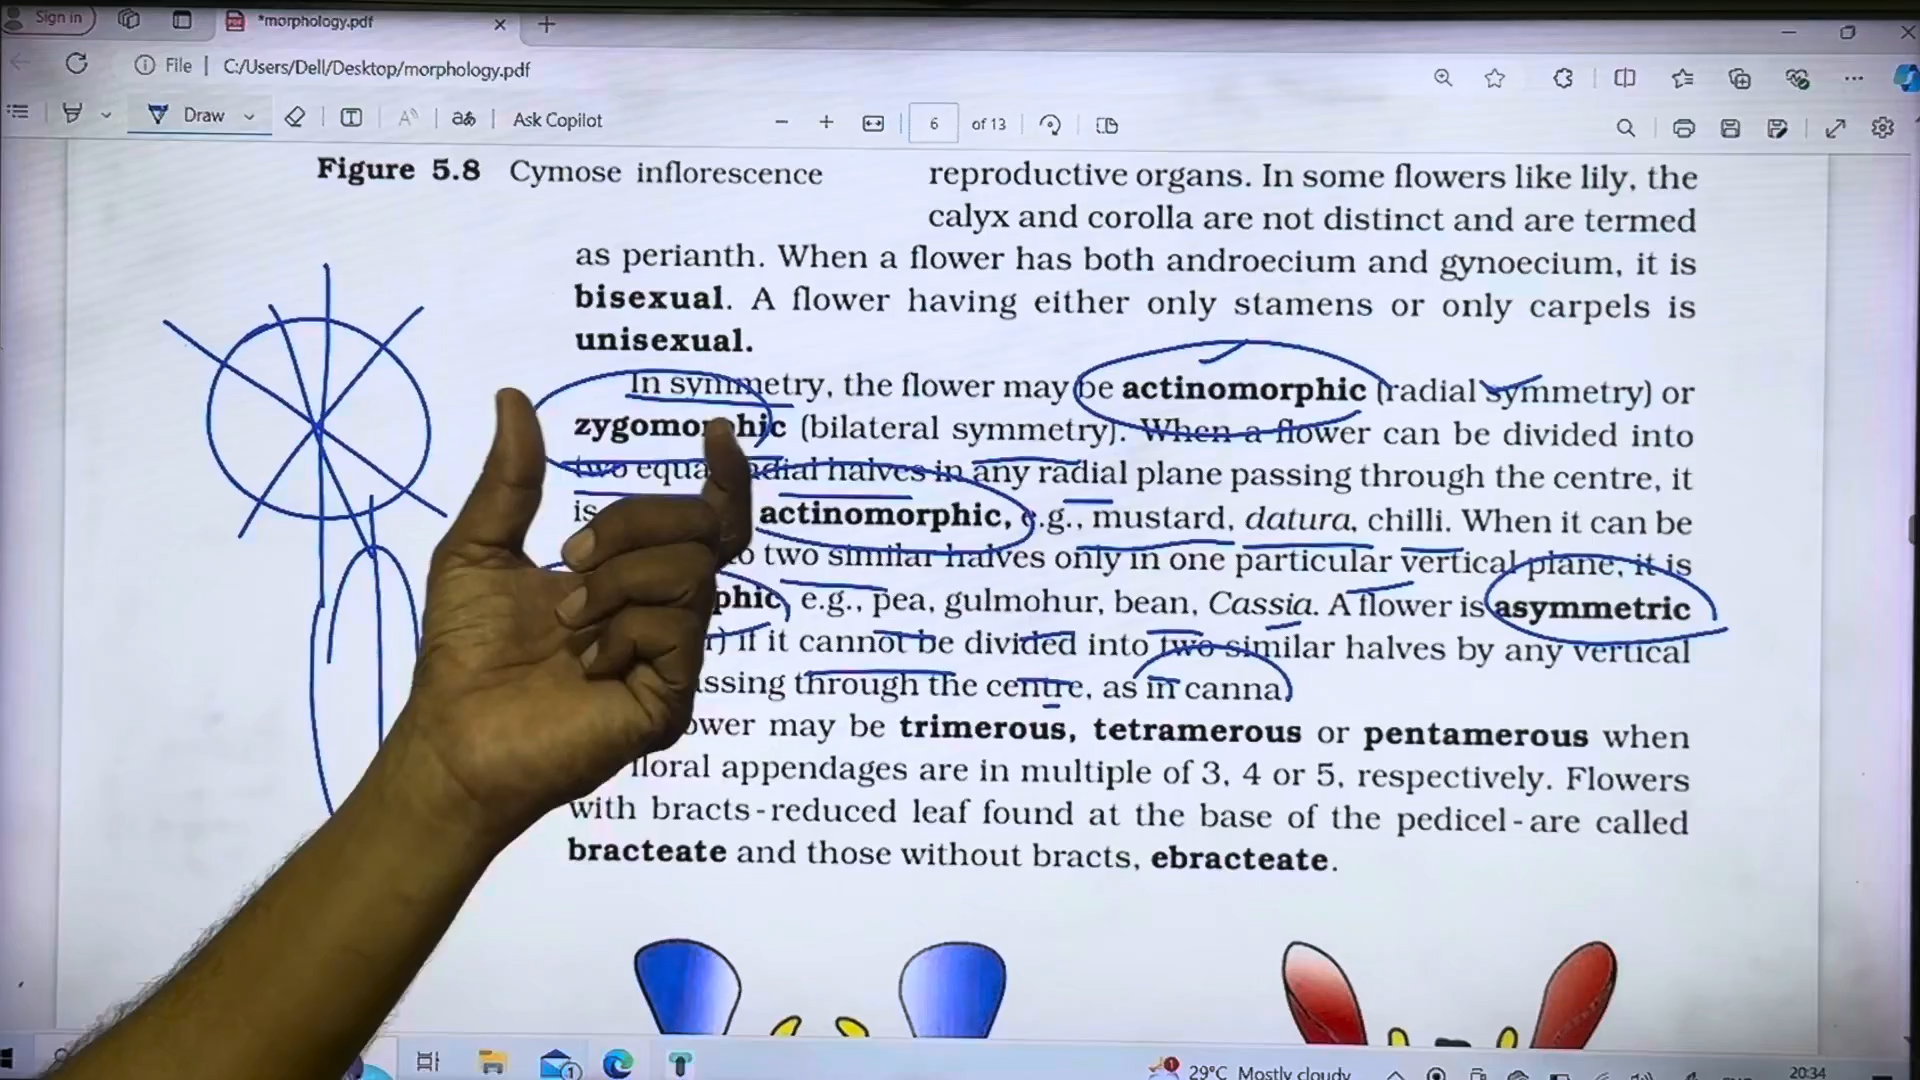 Sign in
*morphology.pdf
File | C:/Users/Dell/Desktop/morphology.pdf
Draw
aあ
Ask Copilot
6 of 13
Figure 5.8 Cymose inflorescence
reproductive organs. In some flowers like lily, the
calyx and corolla are not distinct and are termed
as perianth. When a flower has both androecium and gynoecium, it is
bisexual. A flower having either only stamens or only carpels is
unisexual.
In symmetry, the flower may be actinomorphic (radial symmetry) or
zygomorphic (bilateral symmetry). When a flower can be divided into
two equal radial halves in any radial plane passing through the centre, it
is actinomorphic, e.g., mustard, datura, chilli. When it can be
two similar halves only in one particular vertical plane, it is
phic, e.g., pea, gulmohur, bean, Cassia. A flower is asymmetric
if it cannot be divided into two similar halves by any vertical
ssing through the centre, as in canna.
ower may be trimerous, tetramerous or pentamerous when
floral appendages are in multiple of 3, 4 or 5, respectively. Flowers
with bracts-reduced leaf found at the base of the pedicel-are called
bracteate and those without bracts, ebracteate.
29°C Mostly cloudy
20:34